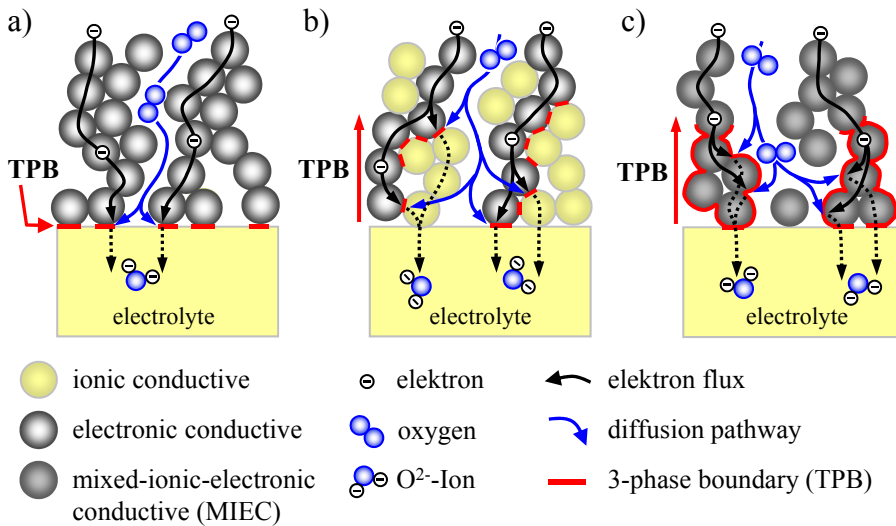 a)
b)
c)
TPB
TPB
TPB
electrolyte
electrolyte
electrolyte
ionic conductive
elektron
elektron flux
electronic conductive
oxygen
diffusion pathway
mixed-ionic-electronic
conductive (MIEC)
O²⁻-Ion
3-phase boundary (TPB)